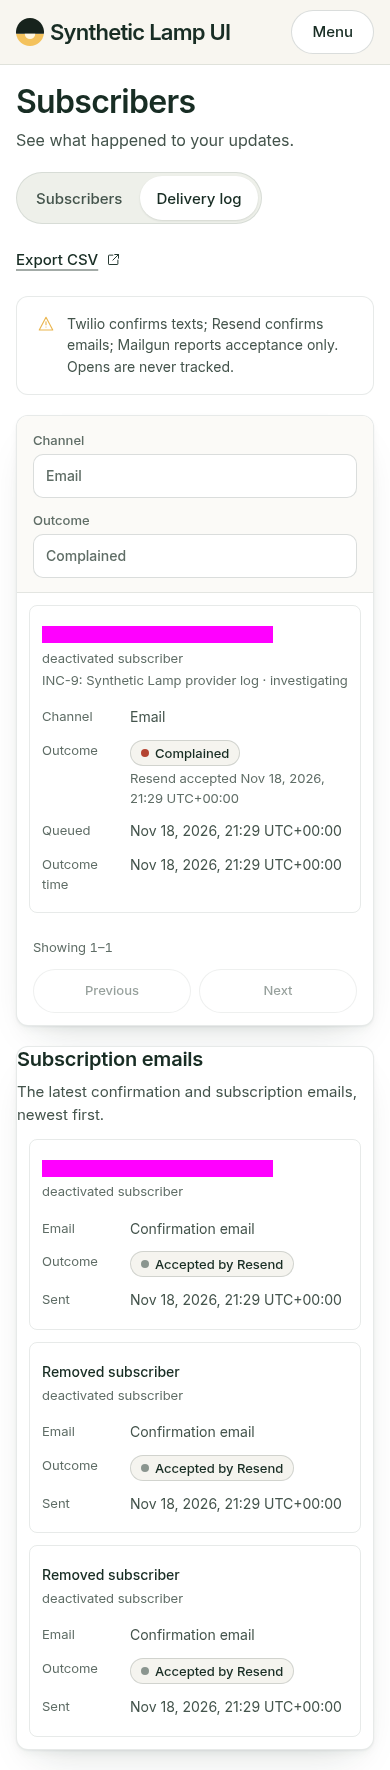 Synthetic Lamp UI
Menu
Subscribers
See what happened to your updates.
Subscribers
Delivery log
Export CSV
Twilio confirms texts; Resend confirms
emails; Mailgun reports acceptance only.
Opens are never tracked.
Channel
Email
Outcome
Complained
deactivated subscriber
INC-9: Synthetic Lamp provider log · investigating
Channel
Email
Outcome
Complained
Resend accepted Nov 18, 2026,
21:29 UTC+00:00
Queued
Nov 18, 2026, 21:29 UTC+00:00
Outcome
time
Nov 18, 2026, 21:29 UTC+00:00
Showing 1–1
Previous
Next
Subscription emails
The latest confirmation and subscription emails,
newest first.
deactivated subscriber
Email
Confirmation email
Outcome
Accepted by Resend
Sent
Nov 18, 2026, 21:29 UTC+00:00
Removed subscriber
deactivated subscriber
Email
Confirmation email
Outcome
Accepted by Resend
Sent
Nov 18, 2026, 21:29 UTC+00:00
Removed subscriber
deactivated subscriber
Email
Confirmation email
Outcome
Accepted by Resend
Sent
Nov 18, 2026, 21:29 UTC+00:00